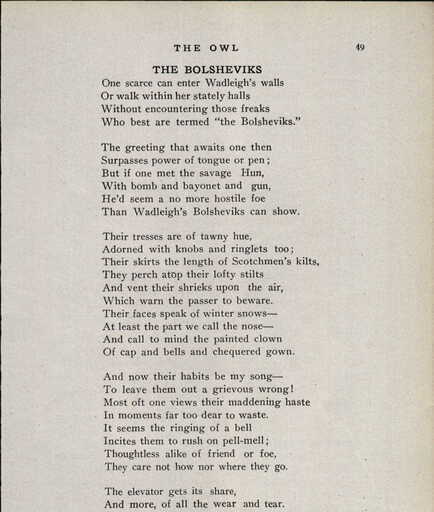 THE OWL 49
THE BOLSHEVIKS
One scarce can enter Wadleigh's walls
Or walk within her stately halls
Without encountering those freaks
Who best are termed "the Bolsheviks."
The greeting that awaits one then
Surpasses power of tongue or pen;
But if one met the savage Hun,
With bomb and bayonet and gun,
He'd seem a no more hostile foe
Than Wadleigh's Bolsheviks can show.
Their tresses are of tawny hue,
Adorned with knobs and ringlets too;
Their skirts the length of Scotchmen's kilts,
They perch atop their lofty stilts
And vent their shrieks upon the air,
Which warn the passer to beware.
Their faces speak of winter snows—
At least the part we call the nose—
And call to mind the painted clown
Of cap and bells and chequered gown.
And now their habits be my song—
To leave them out a grievous wrong!
Most oft one views their maddening haste
In moments far too dear to waste.
It seems the ringing of a bell
Incites them to rush on pell-mell;
Thoughtless alike of friend or foe,
They care not how nor where they go.
The elevator gets its share,
And more, of all the wear and tear.